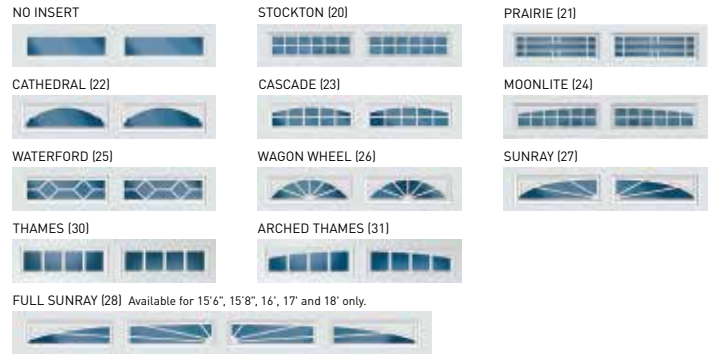 NO INSERT
STOCKTON (20)
PRAIRIE (21)
CATHEDRAL (22)
CASCADE (23)
MOONLITE (24)
WATERFORD (25)
WAGON WHEEL (26)
SUNRAY (27)
THAMES (30)
ARCHED THAMES (31)
FULL SUNRAY (28) Available for 15'6", 15'8", 16', 17' and 18' only.